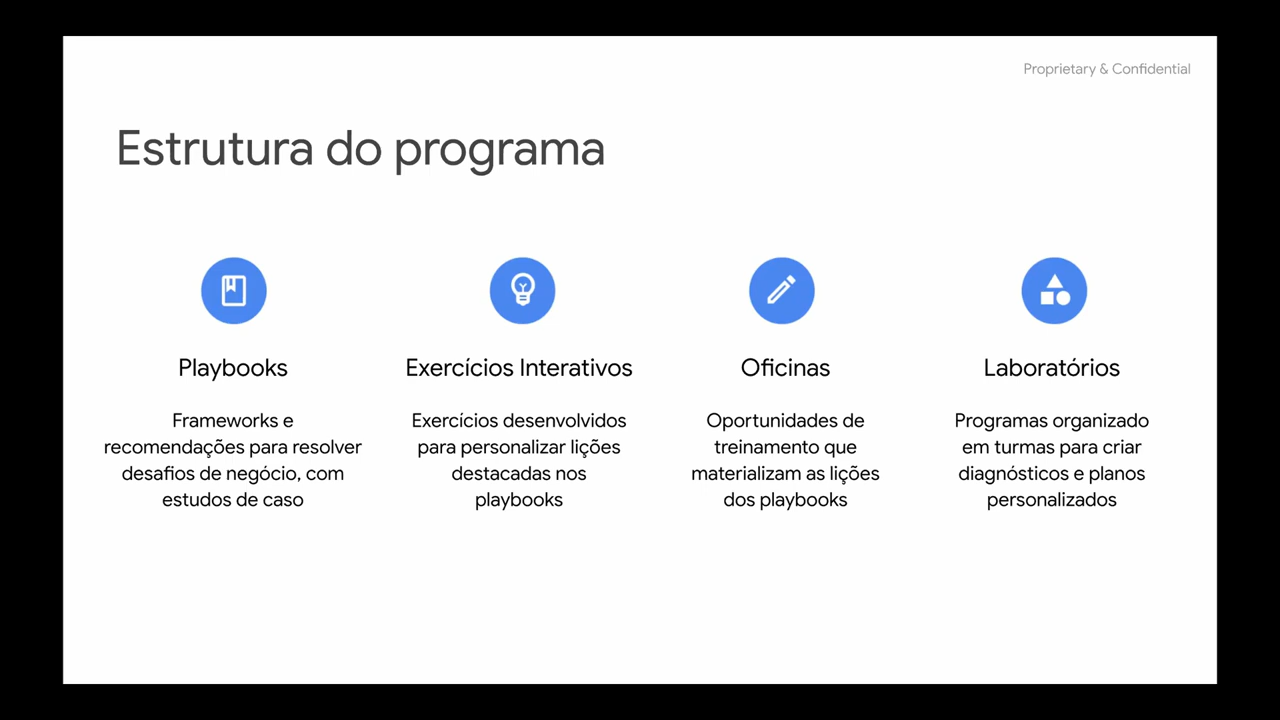 Proprietary & Confidential
Estrutura do programa
Playbooks
Frameworks e
recomendações para resolver
desafios de negócio, com
estudos de caso
Exercícios Interativos
Exercícios desenvolvidos
para personalizar lições
destacadas nos
playbooks
Oficinas
Oportunidades de
treinamento que
materializam as lições
dos playbooks
Laboratórios
Programas organizado
em turmas para criar
diagnósticos e planos
personalizados